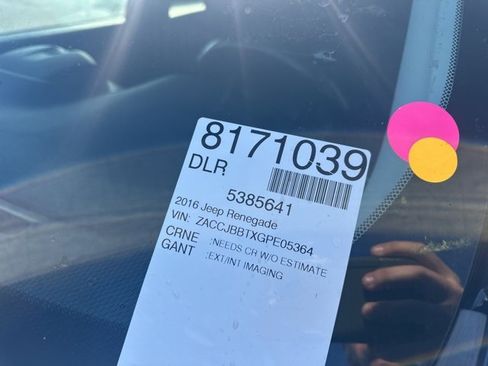 8171039
DLR
5385641
2016 Jeep Renegade
VIN: ZACCJBBTXGPE05364
CRNE :NEEDS CR W/O ESTIMATE
GANT :EXT/INT IMAGING